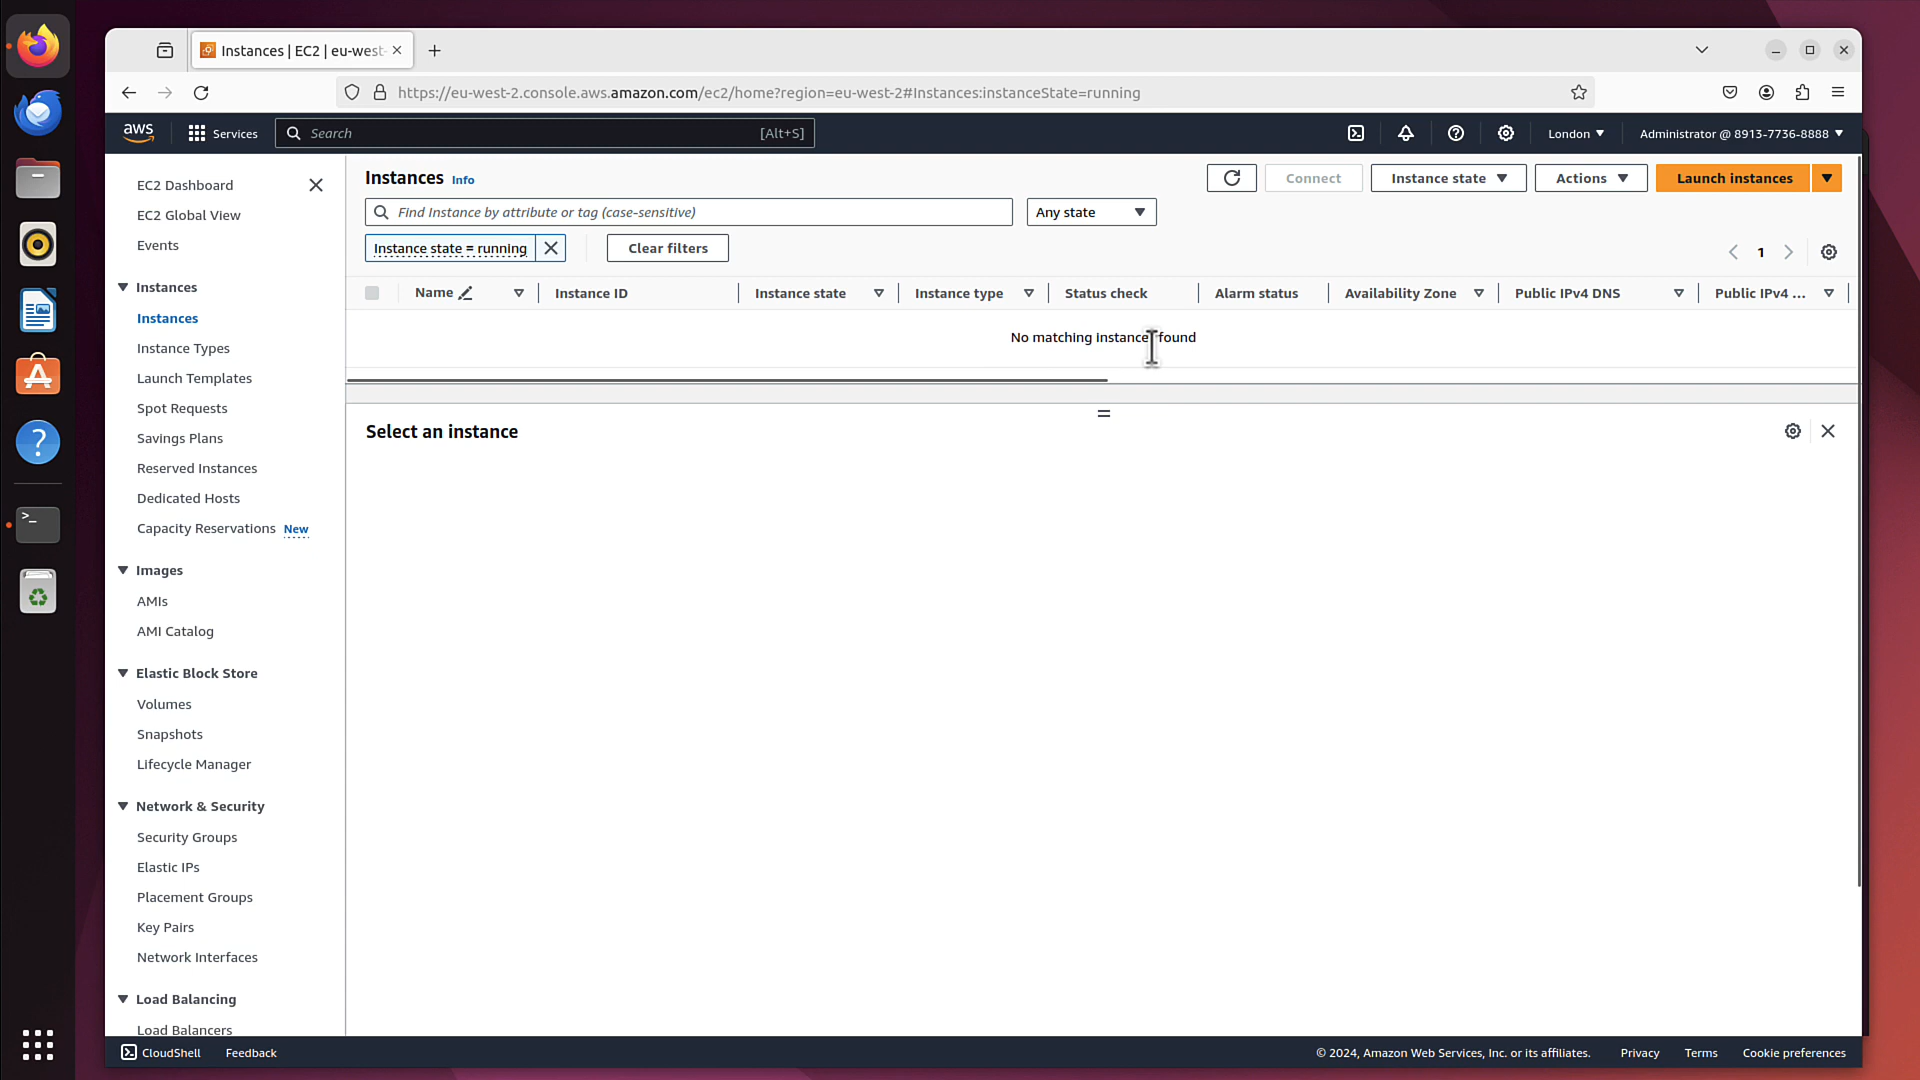 Instances | EC2 | eu-west-
https://eu-west-2.console.aws.amazon.com/ec2/home?region=eu-west-2#Instances:instanceState=running
aws
Services
Search
[Alt+S]
London
Administrator @ 8913-7736-8888
EC2 Dashboard
EC2 Global View
Events
Instances
Instances
Instance Types
Launch Templates
Spot Requests
Savings Plans
Reserved Instances
Dedicated Hosts
Capacity Reservations New
Images
AMIs
AMI Catalog
Elastic Block Store
Volumes
Snapshots
Lifecycle Manager
Network & Security
Security Groups
Elastic IPs
Placement Groups
Key Pairs
Network Interfaces
Load Balancing
Load Balancers
Instances Info
Connect
Instance state
Actions
Launch instances
Find Instance by attribute or tag (case-sensitive)
Any state
Instance state = running
Clear filters
1
Name
Instance ID
Instance state
Instance type
Status check
Alarm status
Availability Zone
Public IPv4 DNS
Public IPv4 ...
No matching instances found
Select an instance
CloudShell
Feedback
© 2024, Amazon Web Services, Inc. or its affiliates.
Privacy
Terms
Cookie preferences